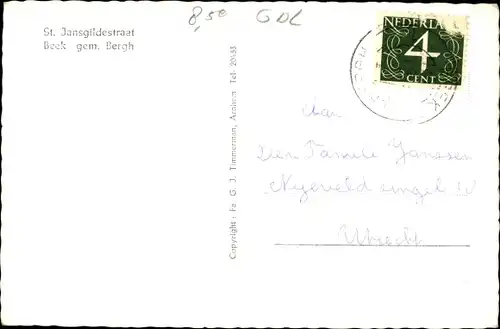 8,50 GDL
St. Jansgildestraat
Beek gem. Bergh
NEDERLAND
4
CENT
Copyright: Fa. G. J. Timmerman, Arnhem Tel. 20433
Aan
Den Familie Janssen
Nyeveld singel
Utrecht